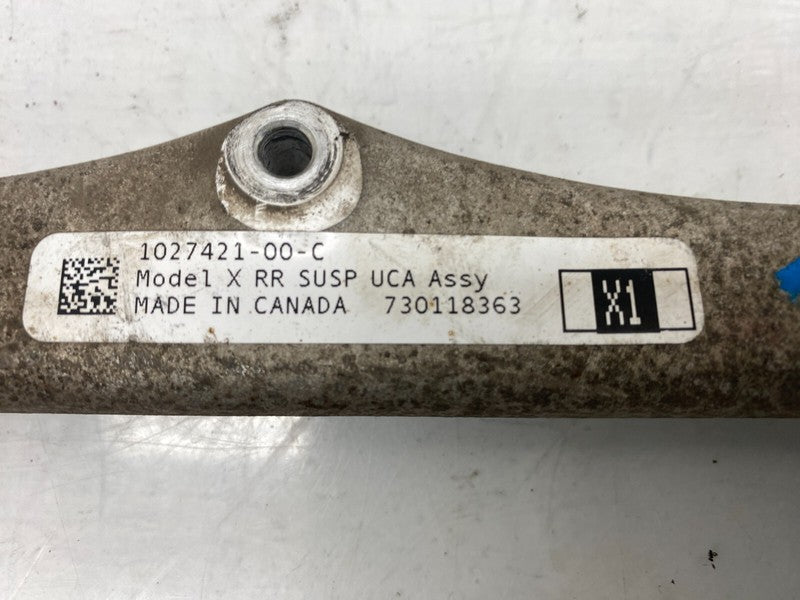 1027421-00-C
Model X RR SUSP UCA Assy
MADE IN CANADA 730118363
X1